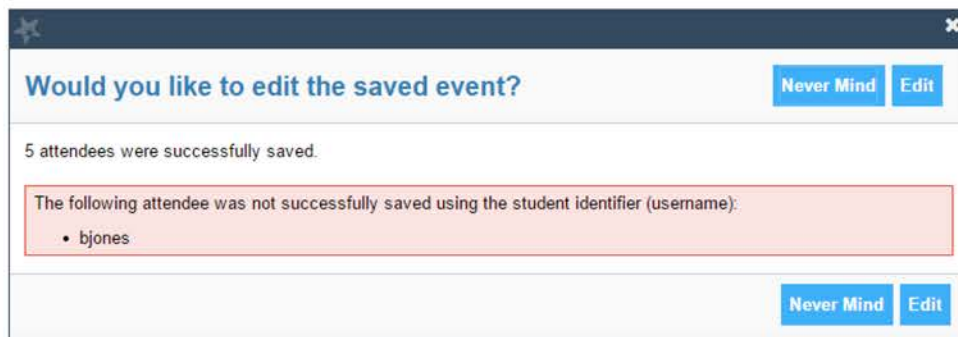 Would you like to edit the saved event?
Never Mind Edit
5 attendees were successfully saved.
The following attendee was not successfully saved using the student identifier (username):
• bjones
Never Mind Edit